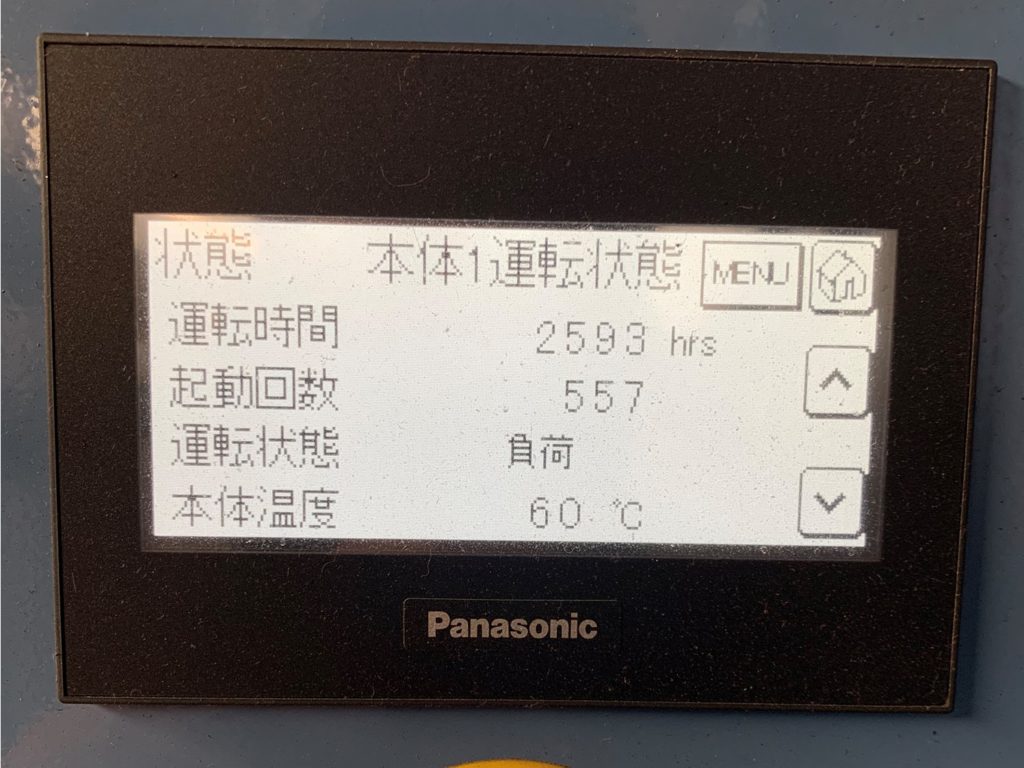 状態 本体1運転状態 MENU
運転時間 2593 hrs
起動回数 557
運転状態 負荷
本体温度 60 ℃
Panasonic